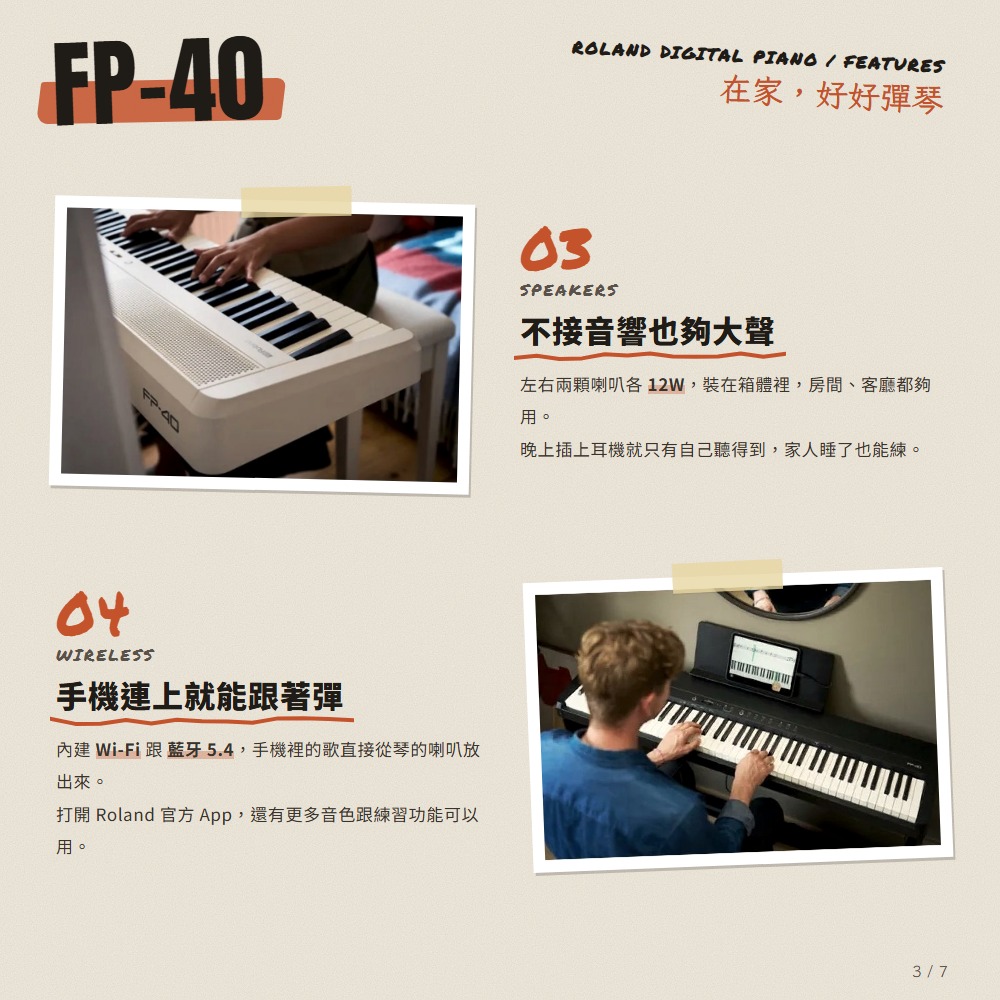 FP-40
ROLAND DIGITAL PIANO / FEATURES
在家，好好彈琴
FP-40
03
SPEAKERS
不接音響也夠大聲
左右兩顆喇叭各 12W，裝在箱體裡，房間、客廳都夠
用。
晚上插上耳機就只有自己聽得到，家人睡了也能練。
04
WIRELESS
手機連上就能跟著彈
內建 Wi-Fi 跟 藍牙 5.4，手機裡的歌直接從琴的喇叭放
出來。
打開 Roland 官方 App，還有更多音色跟練習功能可以
用。
3 / 7